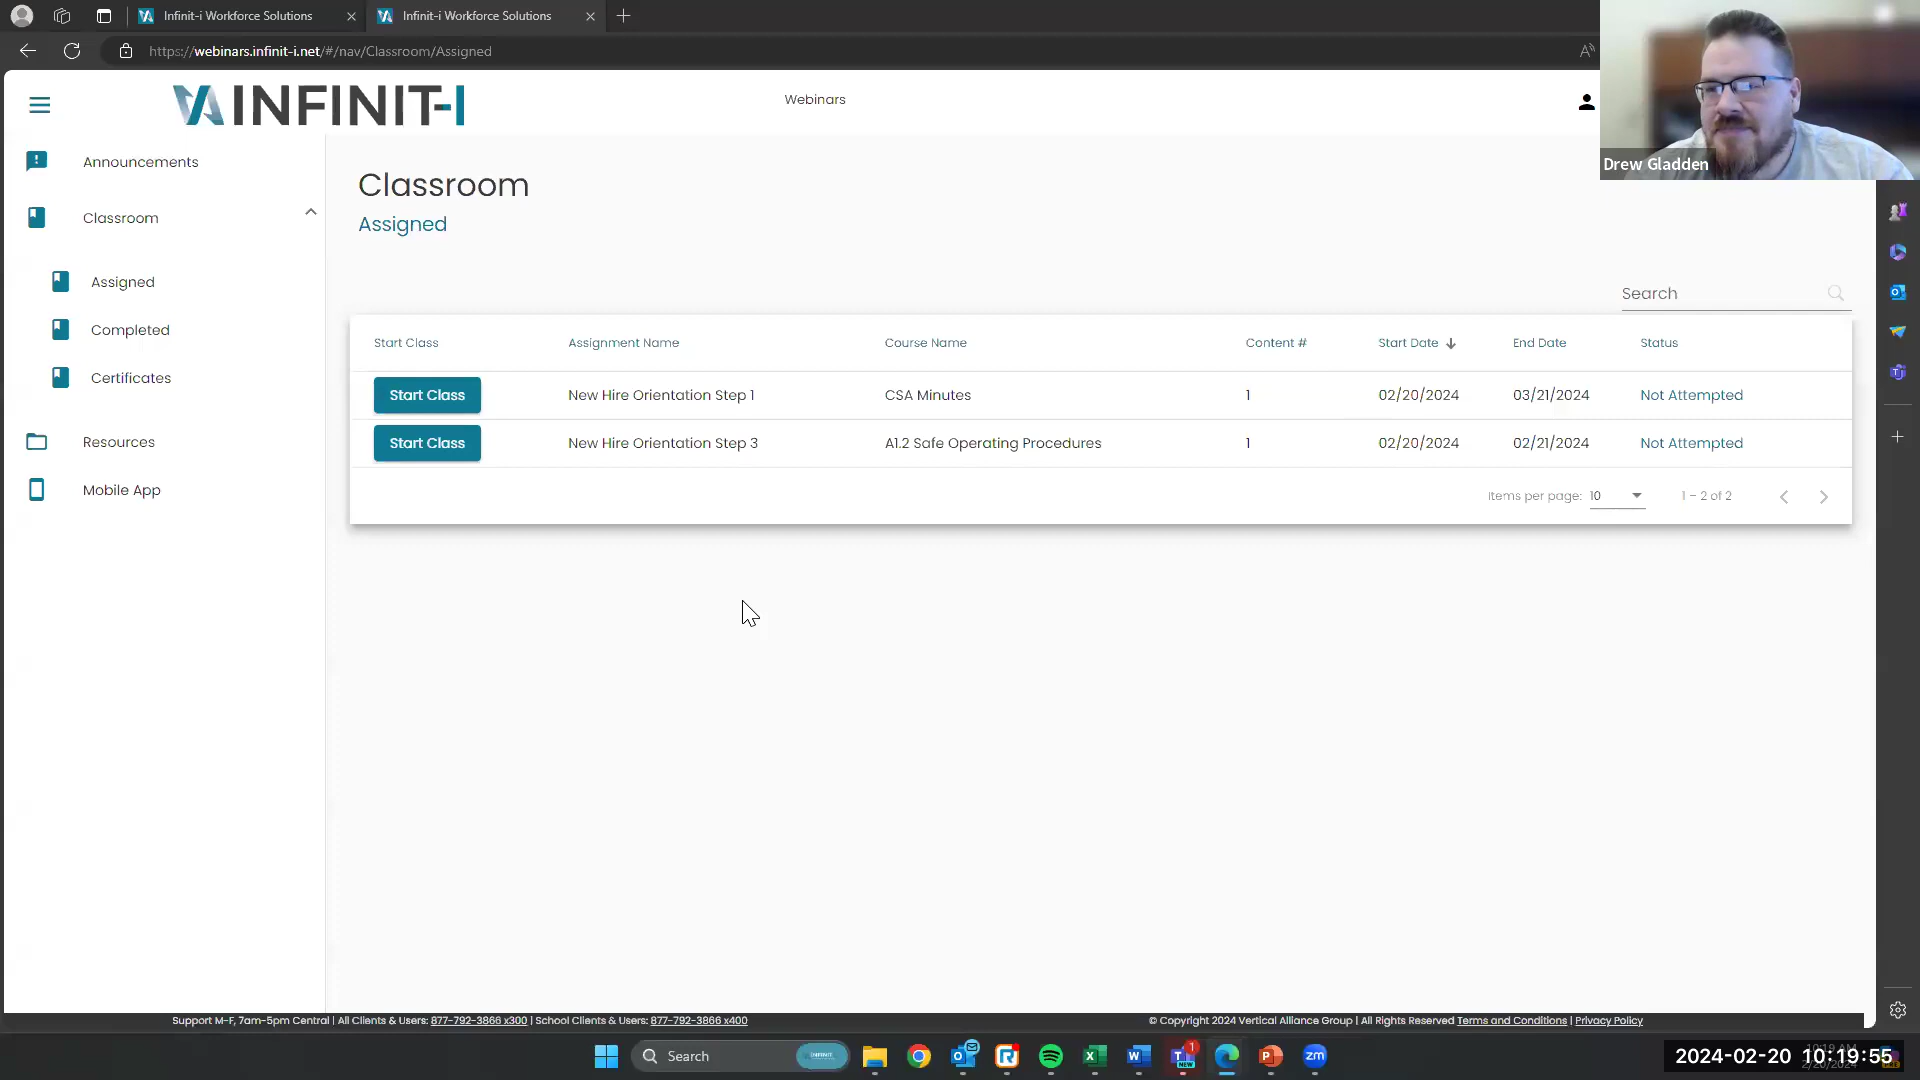 Infinit-i Workforce Solutions
Infinit-i Workforce Solutions
https://webinars.infinit-i.net/#/nav/Classroom/Assigned
INFINIT-I
Webinars
Drew Gladden
Announcements
Classroom
Assigned
Completed
Certificates
Resources
Mobile App
Classroom
Assigned
Search
Start Class Assignment Name Course Name Content # Start Date End Date Status
Start Class New Hire Orientation Step 1 CSA Minutes 1 02/20/2024 03/21/2024 Not Attempted
Start Class New Hire Orientation Step 3 A1.2 Safe Operating Procedures 1 02/20/2024 02/21/2024 Not Attempted
Items per page: 10 1 – 2 of 2
Support M-F, 7am-5pm Central | All Clients & Users: 877-792-3866 x300 | School Clients & Users: 877-792-3866 x400
© Copyright 2024 Vertical Alliance Group | All Rights Reserved Terms and Conditions | Privacy Policy
Search
2024-02-20 10:19:55